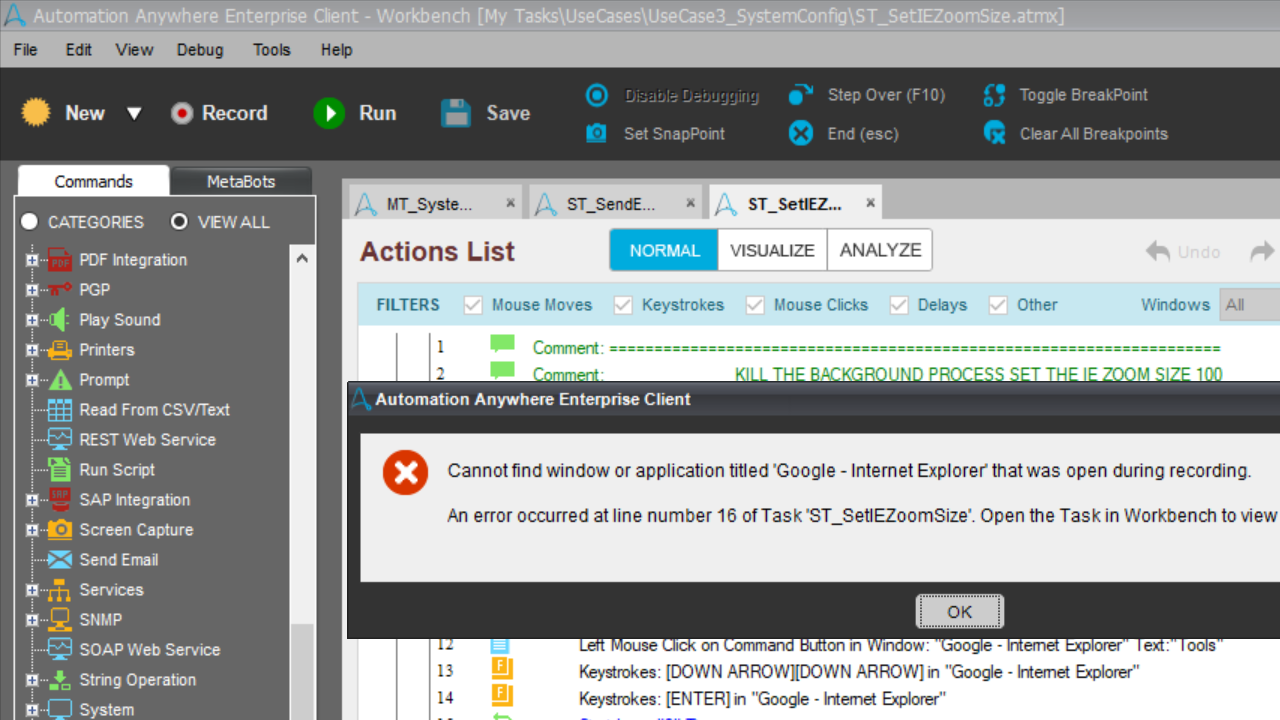 Automation Anywhere Enterprise Client - Workbench [My Tasks\UseCases\UseCase3_SystemConfig\ST_SetIEZoomSize.atmx]
File Edit View Debug Tools Help
New Record Run Save
Disable Debugging Step Over (F10) Toggle BreakPoint
Set SnapPoint End (esc) Clear All Breakpoints
Commands MetaBots
CATEGORIES VIEW ALL
PDF Integration
PGP
Play Sound
Printers
Prompt
Read From CSV/Text
REST Web Service
Run Script
SAP Integration
Screen Capture
Send Email
Services
SNMP
SOAP Web Service
String Operation
System
MT_Syste... ST_SendE... ST_SetIEZ...
Actions List NORMAL VISUALIZE ANALYZE Undo
FILTERS Mouse Moves Keystrokes Mouse Clicks Delays Other Windows All
1 Comment: ====================================================================
2 Comment: KILL THE BACKGROUND PROCESS SET THE IE ZOOM SIZE 100
Automation Anywhere Enterprise Client
Cannot find window or application titled 'Google - Internet Explorer' that was open during recording.
An error occurred at line number 16 of Task 'ST_SetIEZoomSize'. Open the Task in Workbench to view
OK
12 Left Mouse Click on Command Button in Window: "Google - Internet Explorer" Text:"Tools"
13 Keystrokes: [DOWN ARROW][DOWN ARROW] in "Google - Internet Explorer"
14 Keystrokes: [ENTER] in "Google - Internet Explorer"